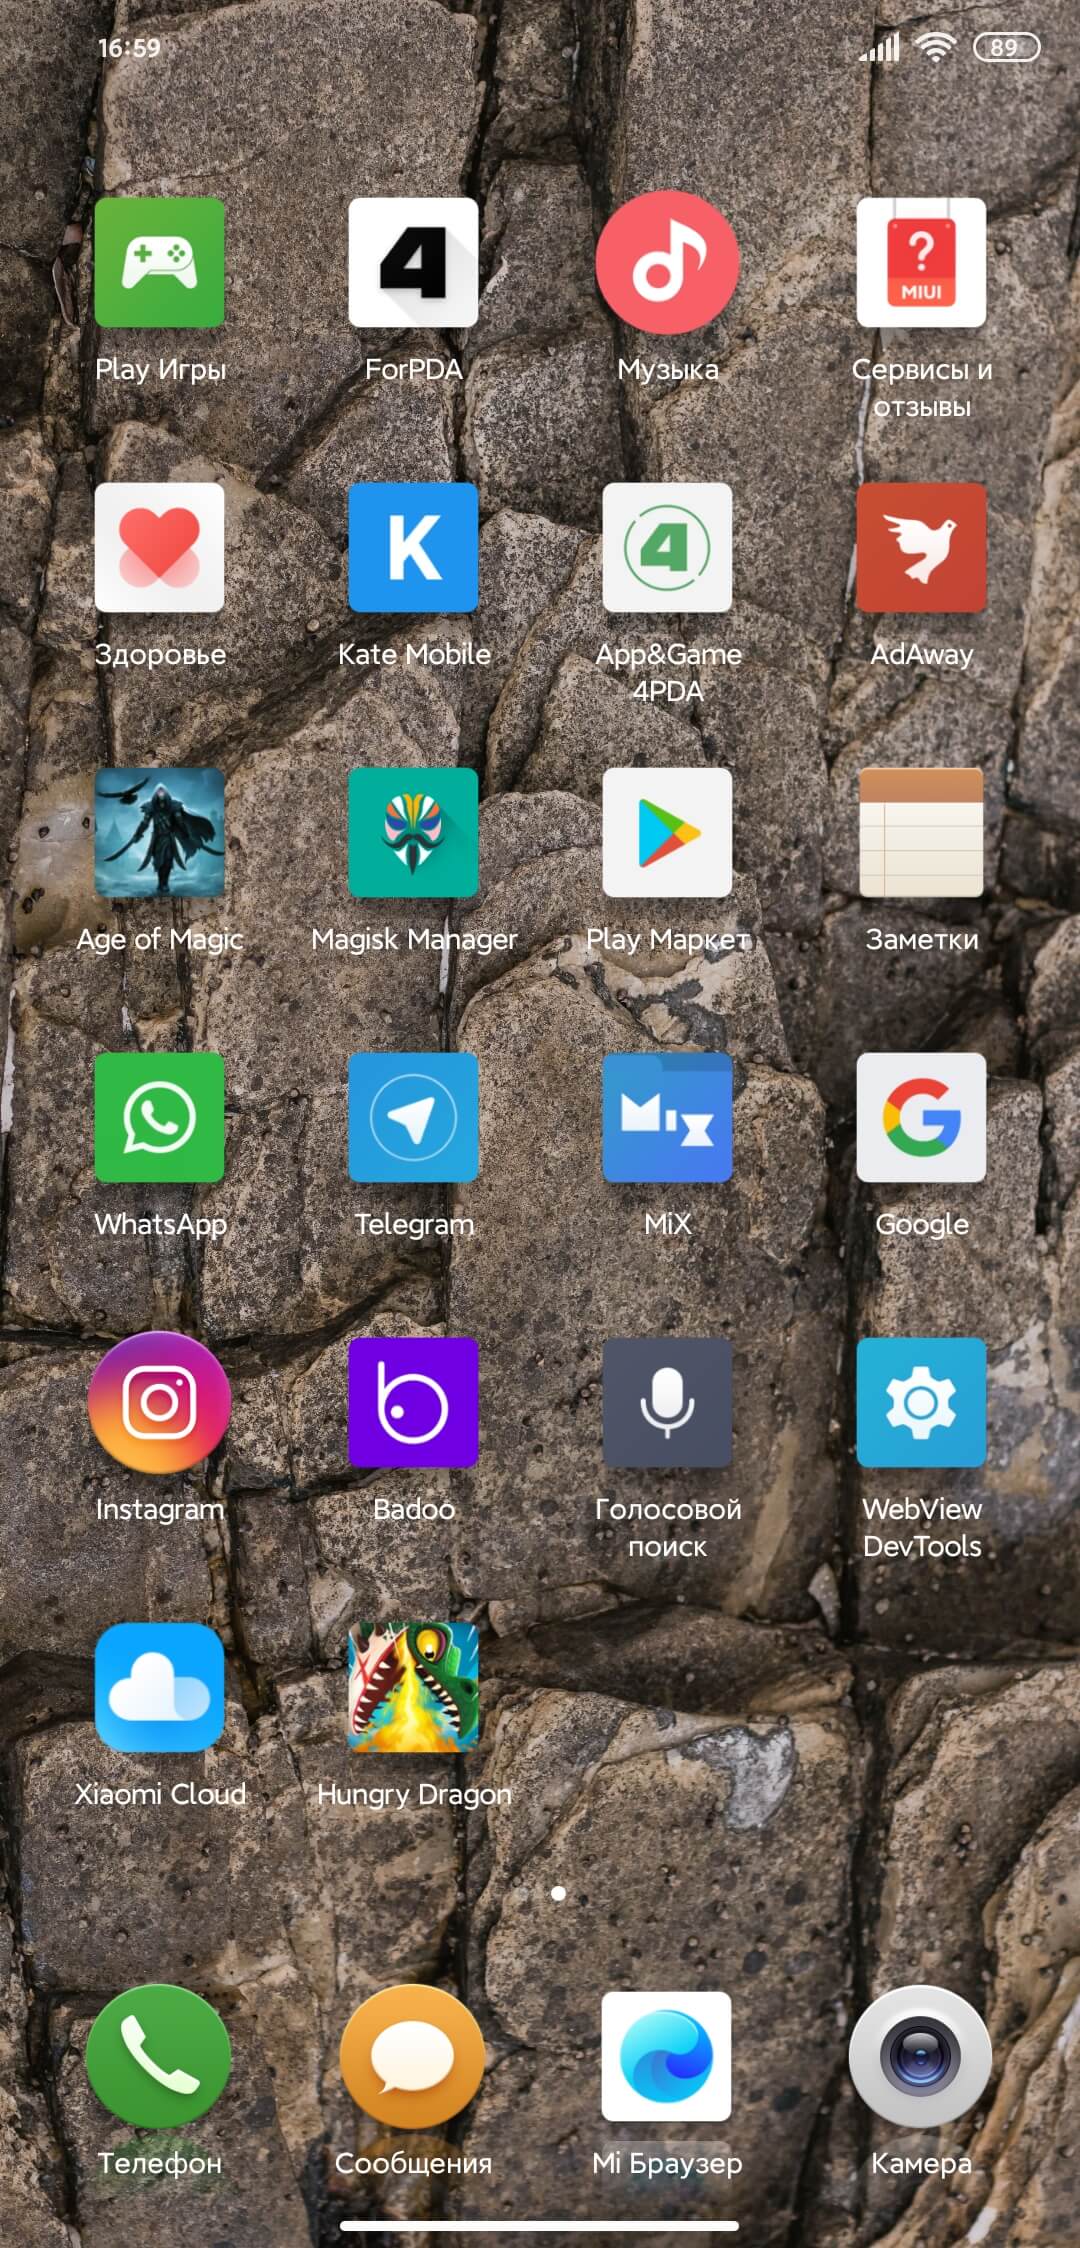 16:59
89
4
?
MIUI
Play Игры
ForPDA
Музыка
Сервисы и
отзывы
K
4
Здоровье
Kate Mobile
App&Game
4PDA
AdAway
Age of Magic
Magisk Manager
Play Маркет
Заметки
MiX
G
WhatsApp
Telegram
MiX
Google
Instagram
Badoo
Голосовой
поиск
WebView
DevTools
Xiaomi Cloud
Hungry Dragon
Телефон
Сообщения
Mi Браузер
Камера